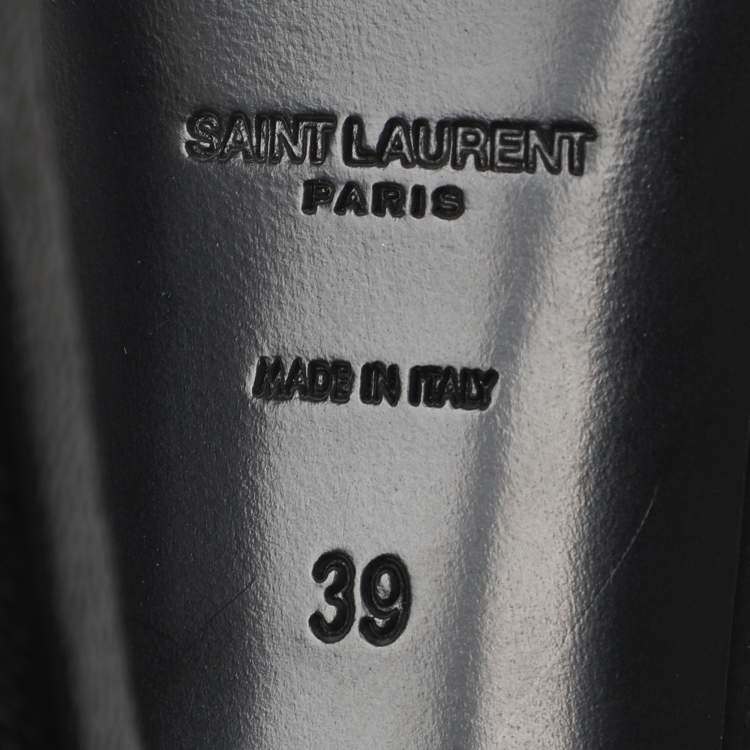 SAINT LAURENT
PARIS
MADE IN ITALY
39